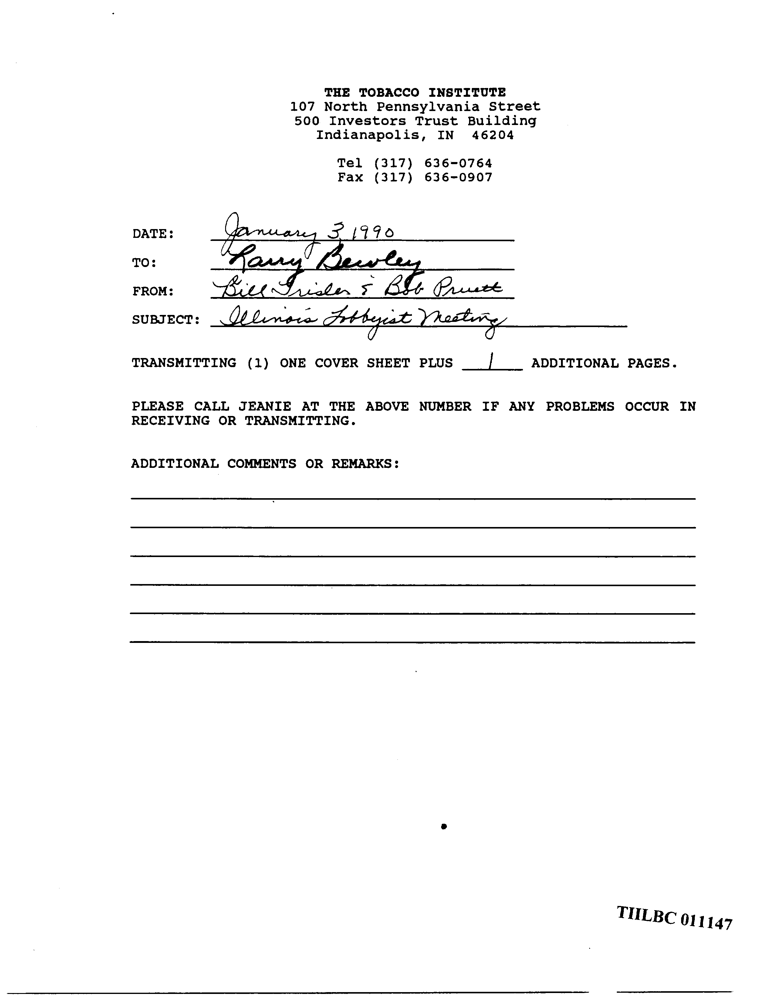 THE TOBACCO INSTITUTE
107 North Pennsylvania Street
500 Investors Trust Building
Indianapolis, IN 46204
Tel (317) 636-0764
Fax (317) 636-0907
DATE: January 3, 1990
TO: Larry Bewley
FROM: Bill Trisler & Bob Pruett
SUBJECT: Illinois Lobbyist Meeting
TRANSMITTING (1) ONE COVER SHEET PLUS 1 ADDITIONAL PAGES.
PLEASE CALL JEANIE AT THE ABOVE NUMBER IF ANY PROBLEMS OCCUR IN
RECEIVING OR TRANSMITTING.
ADDITIONAL COMMENTS OR REMARKS:
TIILBC 011147